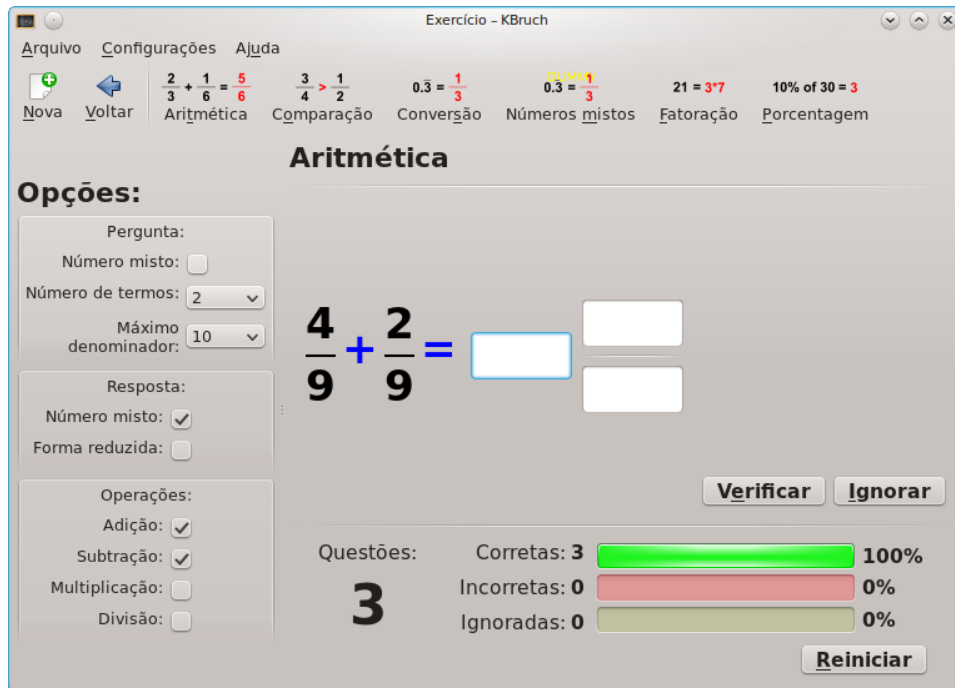 Exercício – KBruch
Arquivo Configurações Ajuda
2/3 + 1/6 = 5/6 3/4 > 1/2 0.3̅ = 1/3 DUMMY 0.3̅ = 1/3 21 = 3*7 10% of 30 = 3
Nova Voltar Aritmética Comparação Conversão Números mistos Fatoração Porcentagem
Aritmética
Opções:
Pergunta:
Número misto:
Número de termos: 2
Máximo
denominador: 10
4/9 + 2/9 =
Resposta:
Número misto:
Forma reduzida:
Verificar Ignorar
Operações:
Adição:
Subtração:
Multiplicação:
Divisão:
Questões:
3
Corretas: 3 100%
Incorretas: 0 0%
Ignoradas: 0 0%
Reiniciar